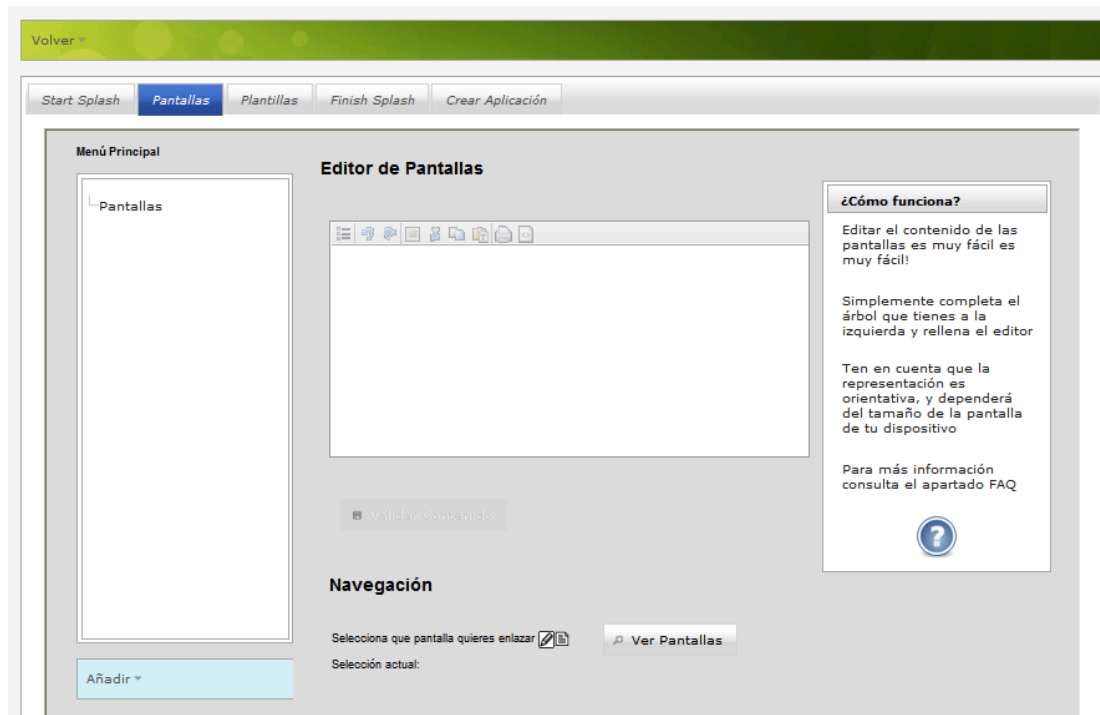 Volver
Start Splash Pantallas Plantillas Finish Splash Crear Aplicación
Menú Principal
Pantallas
Añadir
Editor de Pantallas
Validar Contenido
Navegación
Selecciona que pantalla quieres enlazar
Ver Pantallas
Selección actual:
¿Cómo funciona?
Editar el contenido de las
pantallas es muy fácil es
muy fácil!
Simplemente completa el
árbol que tienes a la
izquierda y rellena el editor
Ten en cuenta que la
representación es
orientativa, y dependerá
del tamaño de la pantalla
de tu dispositivo
Para más información
consulta el apartado FAQ
?